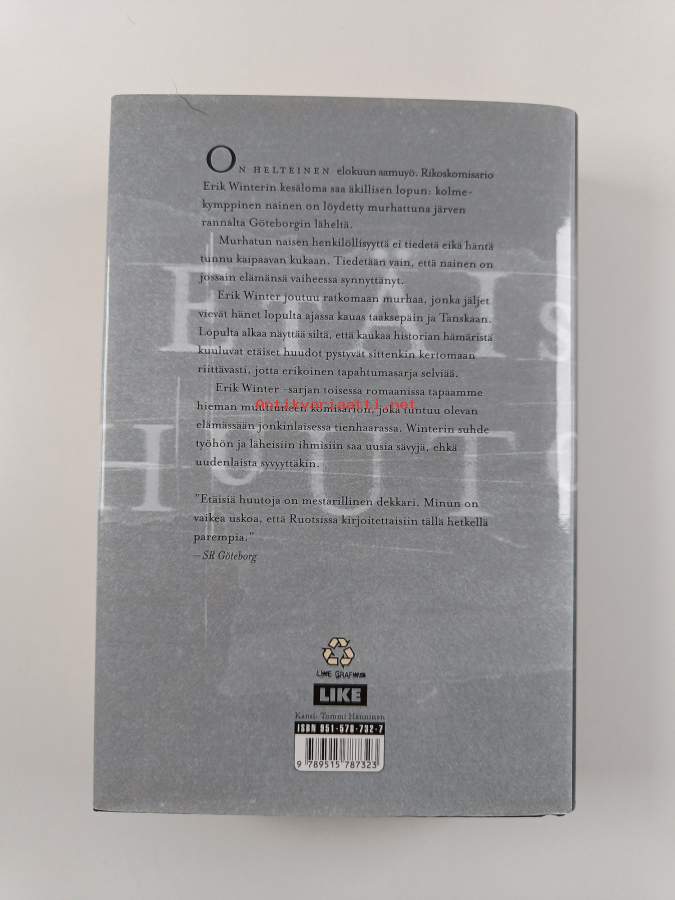 ON HELTEINEN elokuun aamuyö. Rikoskomisario
Erik Winterin kesäloma saa äkillisen lopun: kolme-
kymppinen nainen on löydetty murhattuna järven
rannalta Göteborgin läheltä.
Murhatun naisen henkilöllisyyttä ei tiedetä eikä häntä
tunnu kaipaavan kukaan. Tiedetään vain, että nainen on
jossain elämänsä vaiheessa synnyttänyt.
Erik Winter joutuu ratkomaan murhaa, jonka jäljet
vievät hänet lopulta ajassa kauas taaksepäin ja Tanskaan.
Lopulta alkaa näyttää siltä, että kaukaa historian hämäristä
kuuluvat etäiset huudot pystyvät sittenkin kertomaan
riittävästi, jotta erikoinen tapahtumasarja selviää.
Erik Winter -sarjan toisessa romaanissa tapaamme
Antikvariaatti.net
hieman muuttuneen komisarion, joka tuntuu olevan
elämässään jonkinlaisessa tienhaarassa. Winterin suhde
työhön ja läheisiin ihmisiin saa uusia sävyjä, ehkä
uudenlaista syvyyttäkin.
"Etäisiä huutoja on mestarillinen dekkari. Minun on
vaikea uskoa, että Ruotsissa kirjoitettaisiin tällä hetkellä
parempia."
—SR Göteborg
ETÄIS
HUUTO
LIKE GRAFIIKKA
LIKE
Kansi: Tommi Hänninen
ISBN 951-578-732-7
9 789515 787323